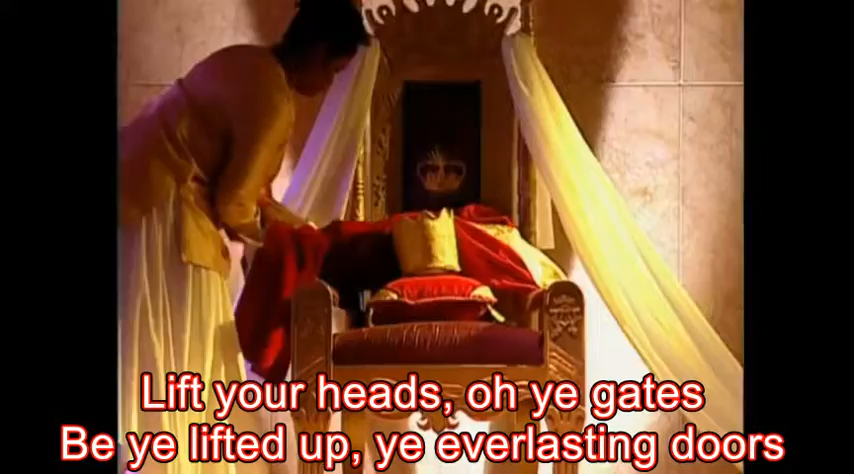 Lift your heads, oh ye gates
Be ye lifted up, ye everlasting doors